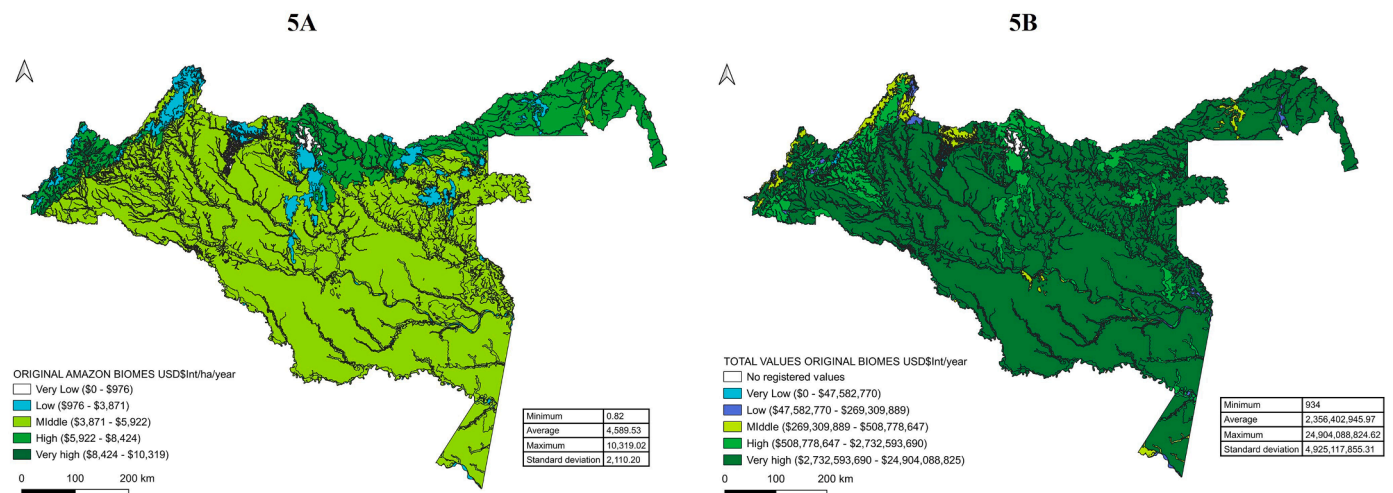 5A
5B
ORIGINAL AMAZON BIOMES USD$Int/ha/year
Very Low ($0 - $976)
Low ($976 - $3,871)
MIddle ($3,871 - $5,922)
High ($5,922 - $8,424)
Very high ($8,424 - $10,319)
0 100 200 km
Minimum 0.82
Average 4,589.53
Maximum 10,319.02
Standard deviation 2,110.20
TOTAL VALUES ORIGINAL BIOMES USD$Int/year
No registered values
Very Low ($0 - $47,582,770)
Low ($47,582,770 - $269,309,889)
MIddle ($269,309,889 - $508,778,647)
High ($508,778,647 - $2,732,593,690)
Very high ($2,732,593,690 - $24,904,088,825)
0 100 200 km
Minimum 934
Average 2,356,402,945.97
Maximum 24,904,088,824.62
Standard deviation 4,925,117,855.31